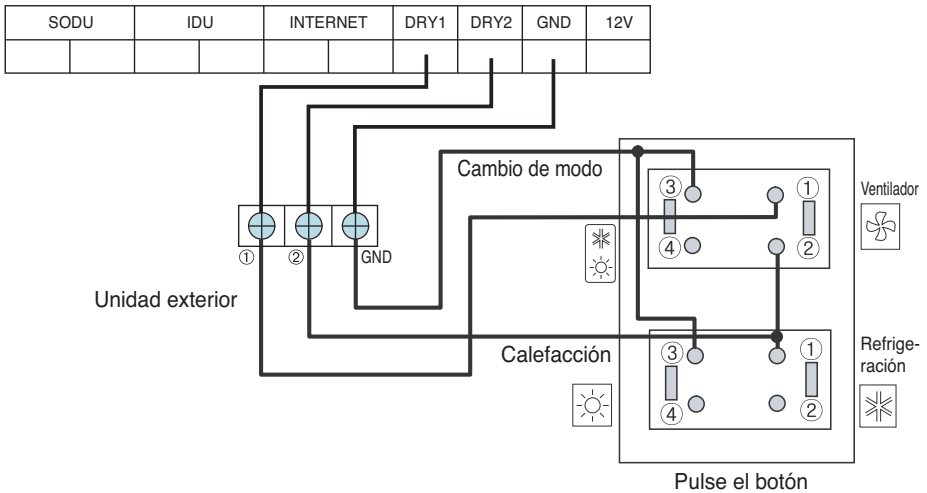 SODU IDU INTERNET DRY1 DRY2 GND 12V
Cambio de modo
③ ① Ventilador
④ ②
① ② GND
Unidad exterior
Calefacción ③ ① Refrige-
ración
④ ②
Pulse el botón